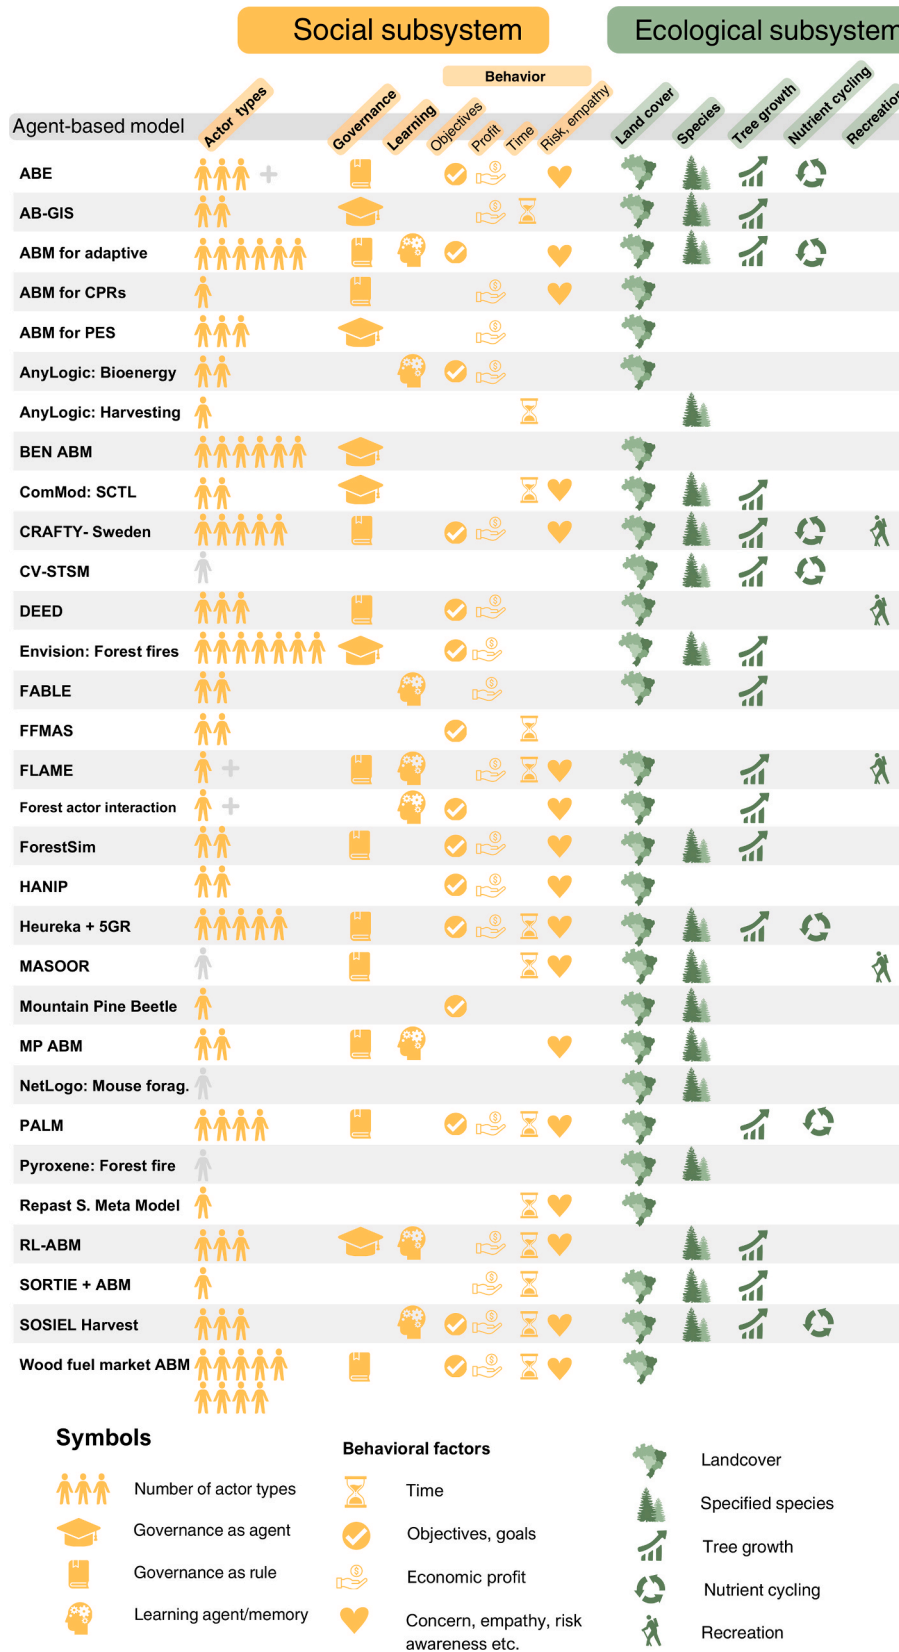 Social subsystem
Ecological subsystem
Behavior
Actor types
Governance
Learning
Objectives
Profit
Time
Risk, empathy
Land cover
Species
Tree growth
Nutrient cycling
Recreation
Agent-based model
ABE
AB-GIS
ABM for adaptive
ABM for CPRs
ABM for PES
AnyLogic: Bioenergy
AnyLogic: Harvesting
BEN ABM
ComMod: SCTL
CRAFTY- Sweden
CV-STSM
DEED
Envision: Forest fires
FABLE
FFMAS
FLAME
Forest actor interaction
ForestSim
HANIP
Heureka + 5GR
MASOOR
Mountain Pine Beetle
MP ABM
NetLogo: Mouse forag.
PALM
Pyroxene: Forest fire
Repast S. Meta Model
RL-ABM
SORTIE + ABM
SOSIEL Harvest
Wood fuel market ABM
Symbols
Number of actor types
Governance as agent
Governance as rule
Learning agent/memory
Behavioral factors
Time
Objectives, goals
Economic profit
Concern, empathy, risk
awareness etc.
Landcover
Specified species
Tree growth
Nutrient cycling
Recreation